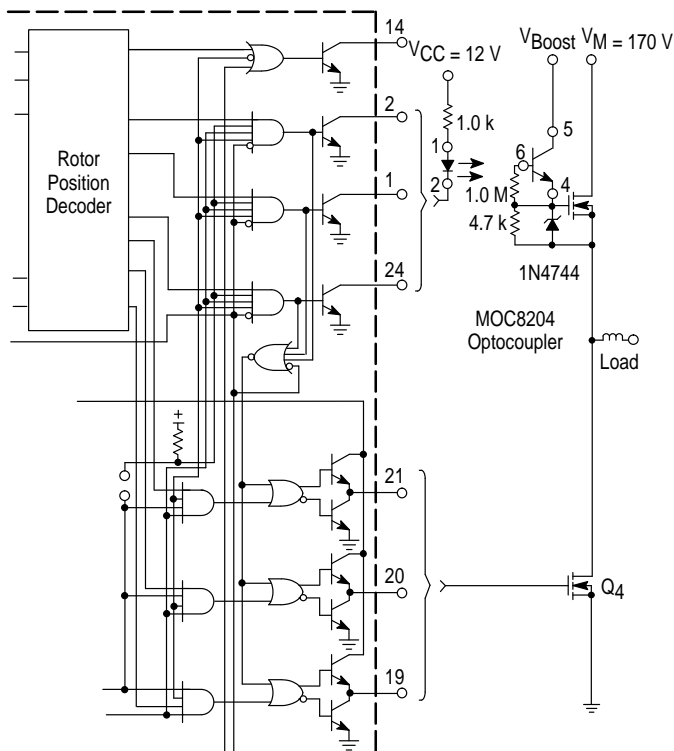 14
VCC = 12 V
VBoost
VM = 170 V
2
1.0 k
1
2
5
6
4
1.0 M
4.7 k
1N4744
Rotor
Position
Decoder
1
24
MOC8204
Optocoupler
Load
+
21
20
Q4
19